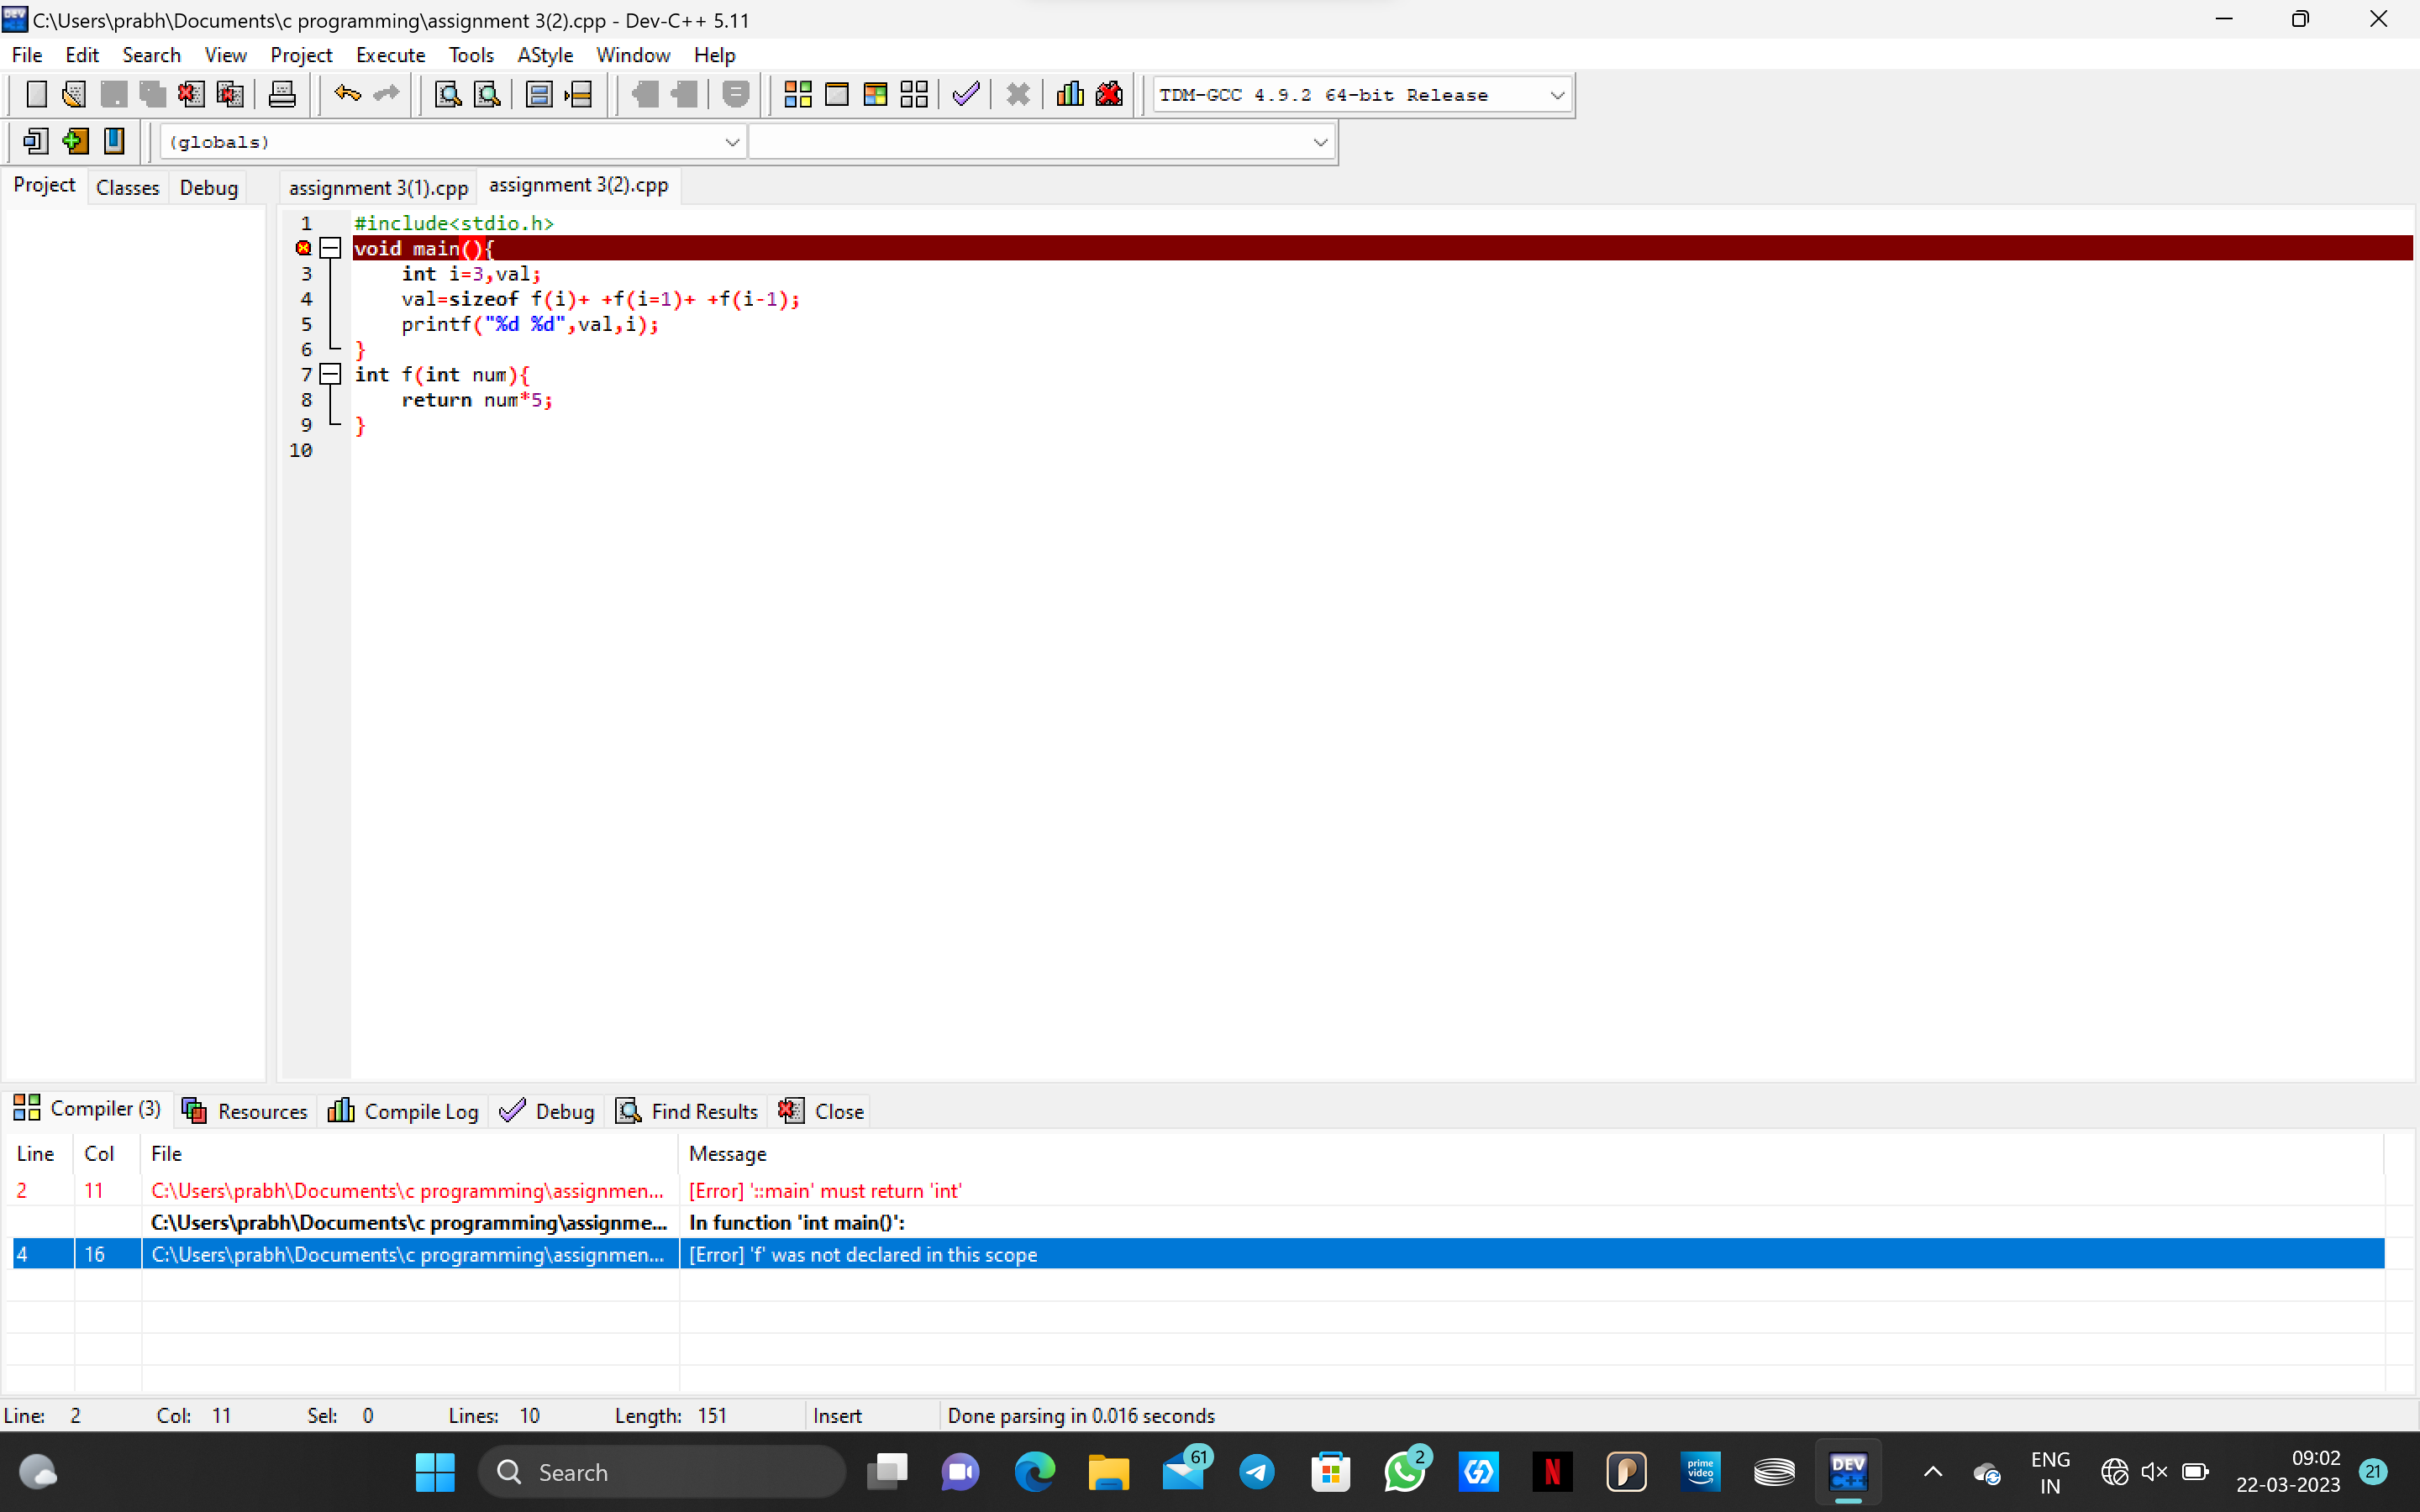 C:\Users\prabh\Documents\c programming\assignment 3(2).cpp - Dev-C++ 5.11
File Edit Search View Project Execute Tools AStyle Window Help
TDM-GCC 4.9.2 64-bit Release
(globals)
Project Classes Debug assignment 3(1).cpp assignment 3(2).cpp
1 #include<stdio.h>
void main(){
3 int i=3,val;
4 val=sizeof f(i)+ +f(i=1)+ +f(i-1);
5 printf("%d %d",val,i);
6 }
7 int f(int num){
8 return num*5;
9 }
10
Compiler (3) Resources Compile Log Debug Find Results Close
Line Col File Message
2 11 C:\Users\prabh\Documents\c programming\assignmen... [Error] '::main' must return 'int'
C:\Users\prabh\Documents\c programming\assignme... In function 'int main()':
4 16 C:\Users\prabh\Documents\c programming\assignmen... [Error] 'f' was not declared in this scope
Line: 2 Col: 11 Sel: 0 Lines: 10 Length: 151 Insert Done parsing in 0.016 seconds
Search 61 2 N P prime video DEV C++ ENG IN 09:02 22-03-2023 21